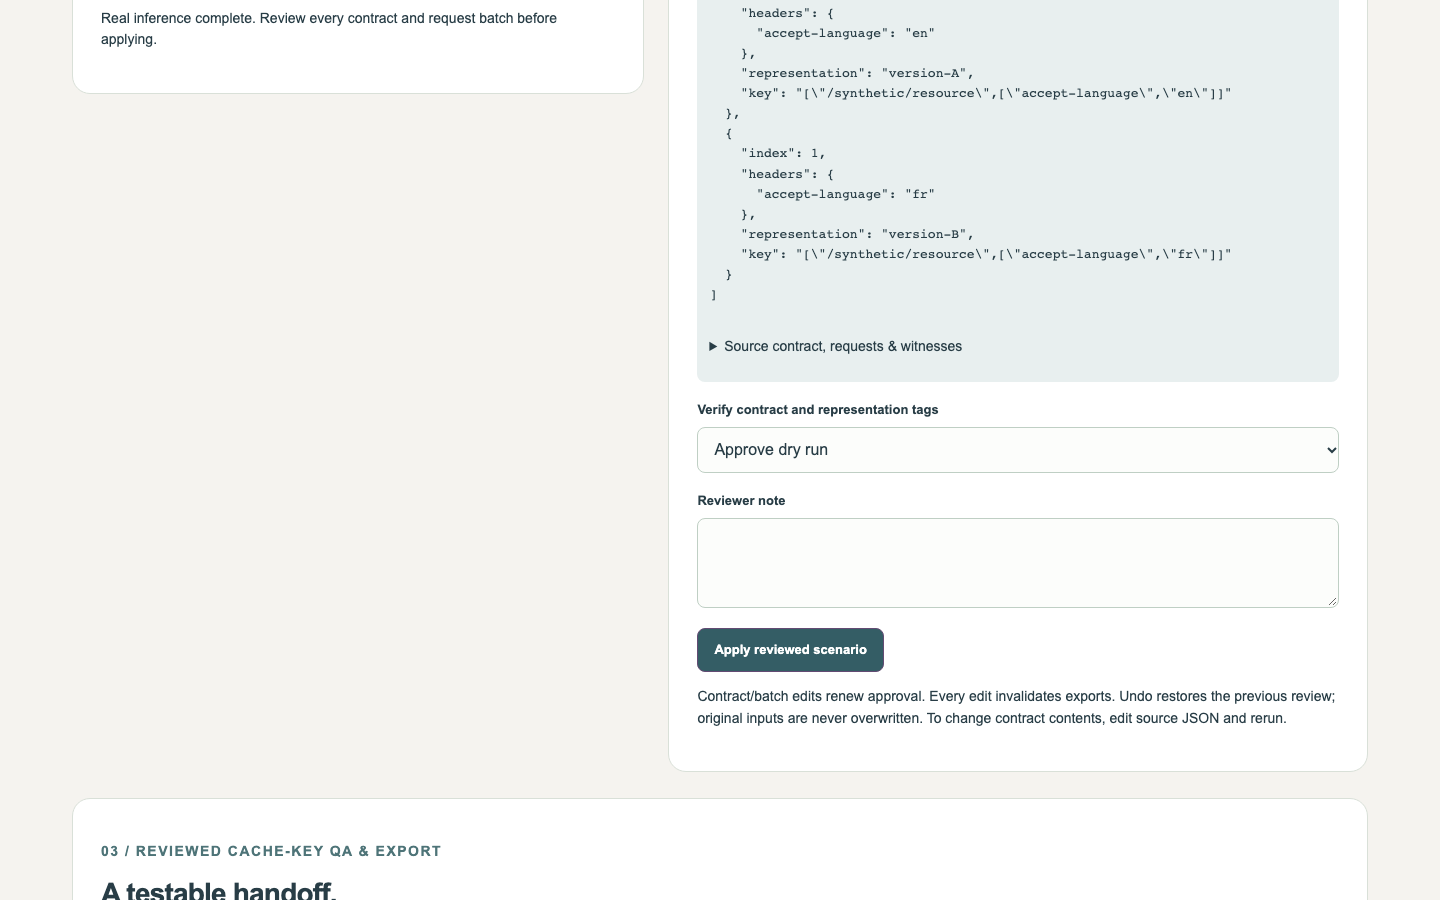 Real inference complete. Review every contract and request batch before
applying.
"headers": {
"accept-language": "en"
},
"representation": "version-A",
"key": "[\"/synthetic/resource\",[\"accept-language\",\"en\"]]"
},
{
"index": 1,
"headers": {
"accept-language": "fr"
},
"representation": "version-B",
"key": "[\"/synthetic/resource\",[\"accept-language\",\"fr\"]]"
}
]
▶ Source contract, requests & witnesses
Verify contract and representation tags
Approve dry run
Reviewer note
Apply reviewed scenario
Contract/batch edits renew approval. Every edit invalidates exports. Undo restores the previous review;
original inputs are never overwritten. To change contract contents, edit source JSON and rerun.
03 / REVIEWED CACHE-KEY QA & EXPORT
A testable handoff.